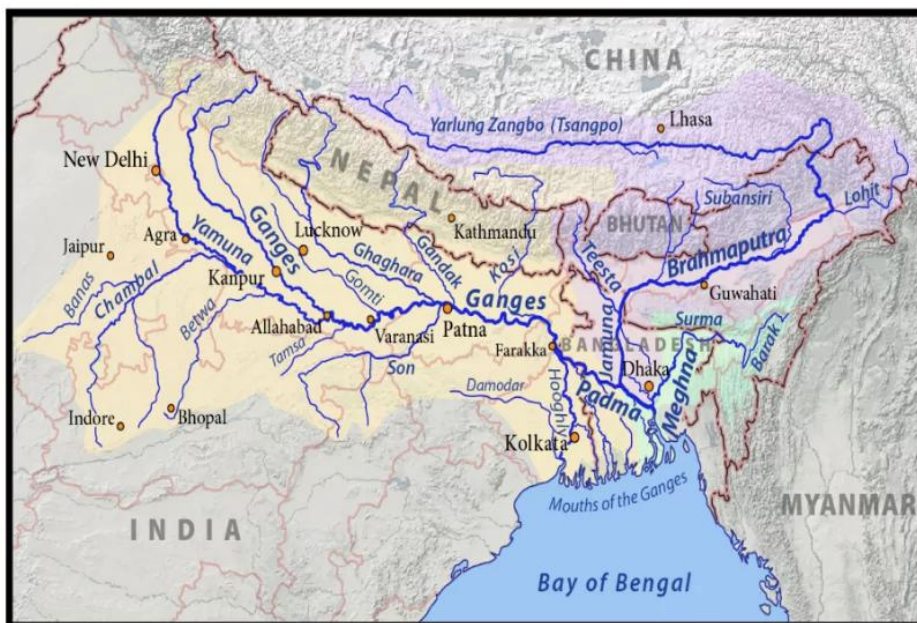 CHINA
Yarlung Zangbo (Tsangpo)
Lhasa
New Delhi
NEPAL
Subansiri
Lohit
BHUTAN
Kathmandu
Jaipur
Agra
Yamuna
Ganges
Lucknow
Ghaghara
Gandak
Kosi
Teesta
Brahmaputra
Banas
Chambal
Kanpur
Gomti
Guwahati
Betwa
Ganges
Surma
Allahabad
Varanasi
Patna
Jamuna
Barak
Tamsa
Farakka
BANGLADESH
Son
Dhaka
Damodar
Hooghly
Padma
Meghna
Indore
Bhopal
Kolkata
Mouths of the Ganges
INDIA
MYANMAR
Bay of Bengal